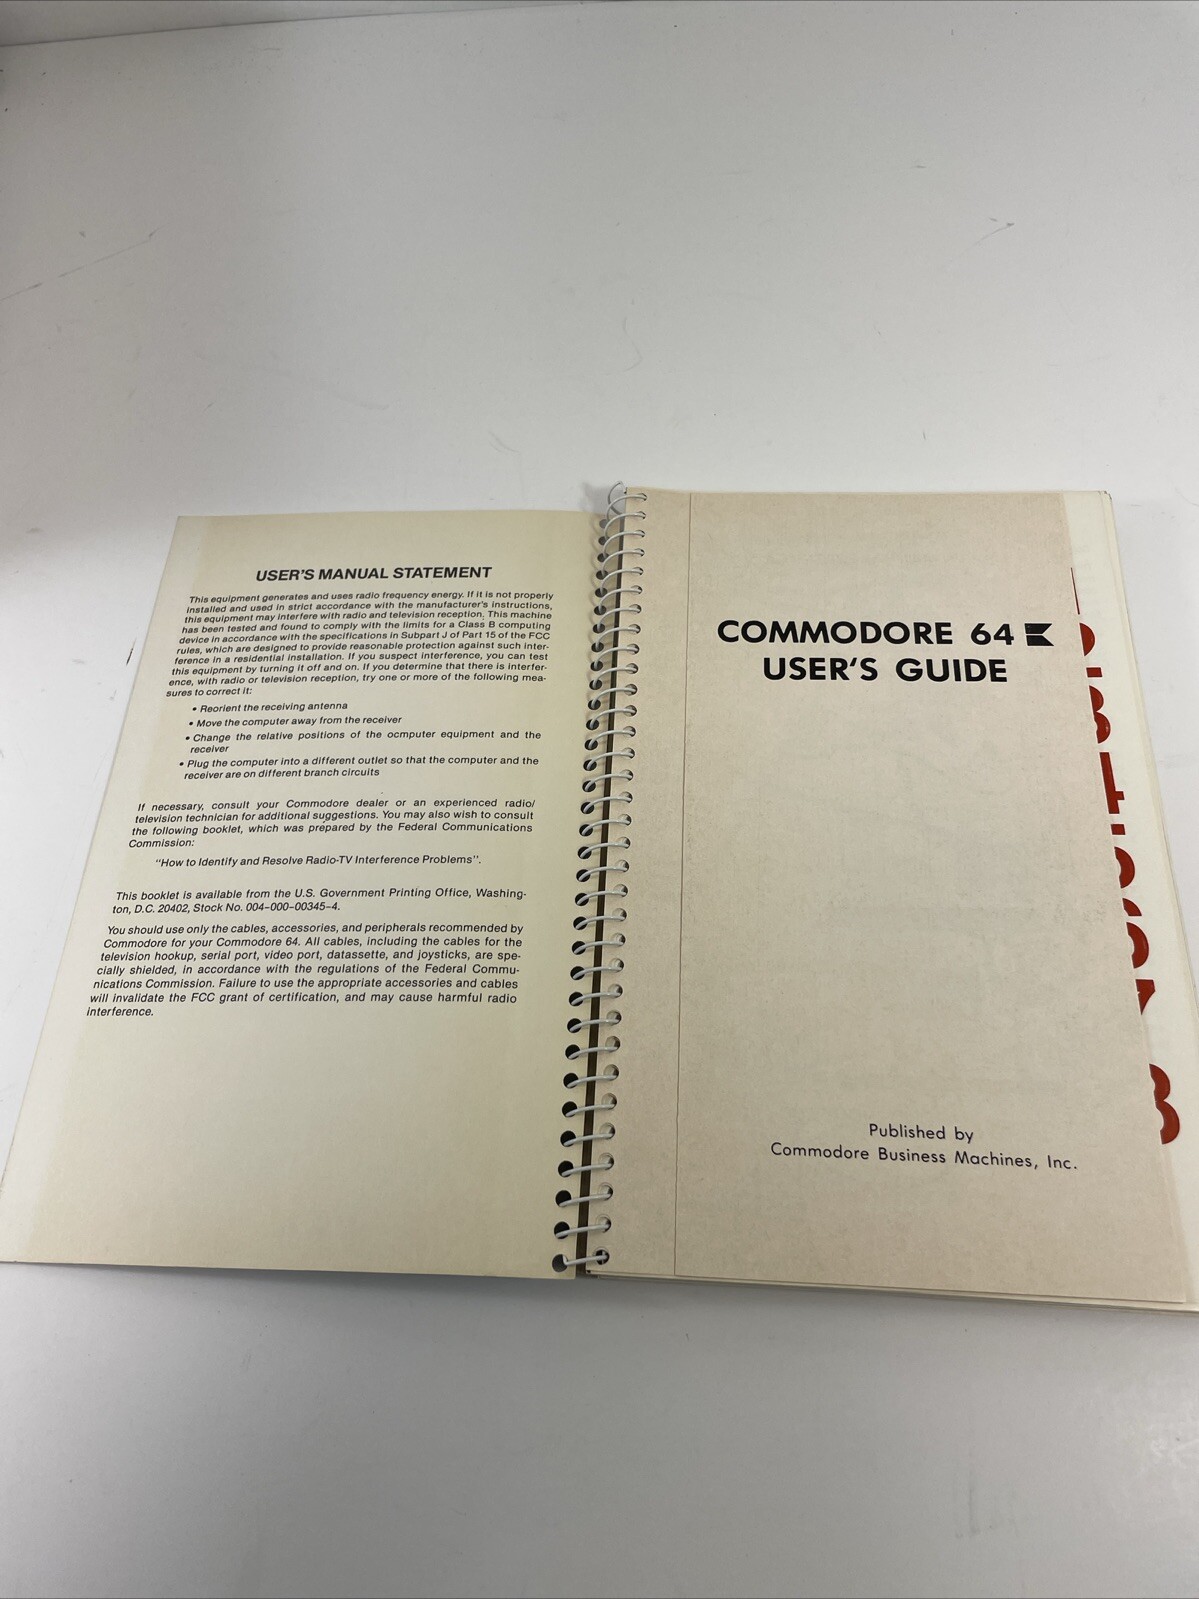 USER'S MANUAL STATEMENT
This equipment generates and uses radio frequency energy. If it is not properly
installed and used in strict accordance with the manufacturer's instructions,
this equipment may interfere with radio and television reception. This machine
has been tested and found to comply with the limits for a Class B computing
device in accordance with the specifications in Subpart J of Part 15 of the FCC
rules, which are designed to provide reasonable protection against such inter-
ference in a residential installation. If you suspect interference, you can test
this equipment by turning it off and on. If you determine that there is interfer-
ence, with radio or television reception, try one or more of the following mea-
sures to correct it:
• Reorient the receiving antenna
• Move the computer away from the receiver
• Change the relative positions of the ocmputer equipment and the
receiver
• Plug the computer into a different outlet so that the computer and the
receiver are on different branch circuits
If necessary, consult your Commodore dealer or an experienced radio/
television technician for additional suggestions. You may also wish to consult
the following booklet, which was prepared by the Federal Communications
Commission:
"How to Identify and Resolve Radio-TV Interference Problems".
This booklet is available from the U.S. Government Printing Office, Washing-
ton, D.C. 20402, Stock No. 004-000-00345-4.
You should use only the cables, accessories, and peripherals recommended by
Commodore for your Commodore 64. All cables, including the cables for the
television hookup, serial port, video port, datassette, and joysticks, are spe-
cially shielded, in accordance with the regulations of the Federal Commu-
nications Commission. Failure to use the appropriate accessories and cables
will invalidate the FCC grant of certification, and may cause harmful radio
interference.
COMMODORE 64
USER'S GUIDE
Published by
Commodore Business Machines, Inc.